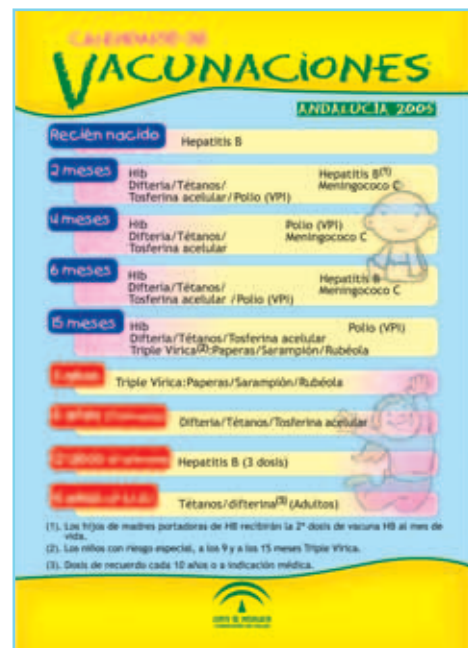 CALENDARIO DE
VACUNACIONES
ANDALUCÍA 2005
Recién nacido Hepatitis B
2 meses Hib Hepatitis B(1)
Difteria/Tétanos/ Meningococo C
Tosferina acelular/Polio (VPI)
4 meses Hib Polio (VPI)
Difteria/Tétanos/ Meningococo C
Tosferina acelular
6 meses Hib Hepatitis B
Difteria/Tétanos/ Meningococo C
Tosferina acelular /Polio (VPI)
15 meses Hib Polio (VPI)
Difteria/Tétanos/Tosferina acelular
Triple Vírica(2):Paperas/Sarampión/Rubéola
Triple Vírica:Paperas/Sarampión/Rubéola
Difteria/Tétanos/Tosferina acelular
Hepatitis B (3 dosis)
Tétanos/difterina(3) (Adultos)
(1). Los hijos de madres portadoras de HB recibirán la 2ª dosis de vacuna HB al mes de
vida.
(2). Los niños con riesgo especial, a los 9 y a los 15 meses Triple Vírica.
(3). Dosis de recuerdo cada 10 años o a indicación médica.